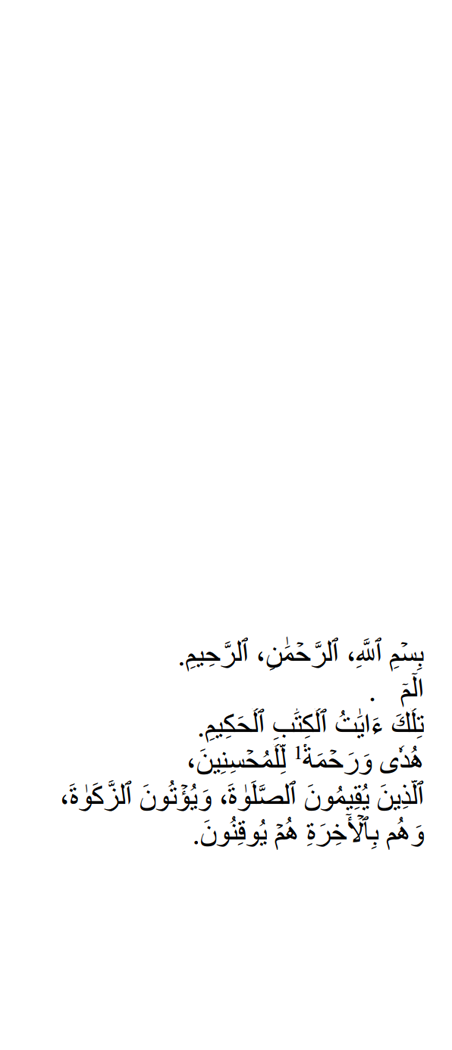 بِسۡمِ ٱللَّهِ، ٱلرَّحۡمَٰنِ، ٱلرَّحِيمِ.
الٓمٓ .
تِلۡكَ ءَايَٰتُ ٱلۡكِتَٰبِ ٱلۡحَكِيمِ.
هُدٗى وَرَحۡمَةٗ1 لِّلۡمُحۡسِنِينَ،
ٱلَّذِينَ يُقِيمُونَ ٱلصَّلَوٰةَ، وَيُؤۡتُونَ ٱلزَّكَوٰةَ،
وَهُم بِٱلۡأٓخِرَةِ هُمۡ يُوقِنُونَ.